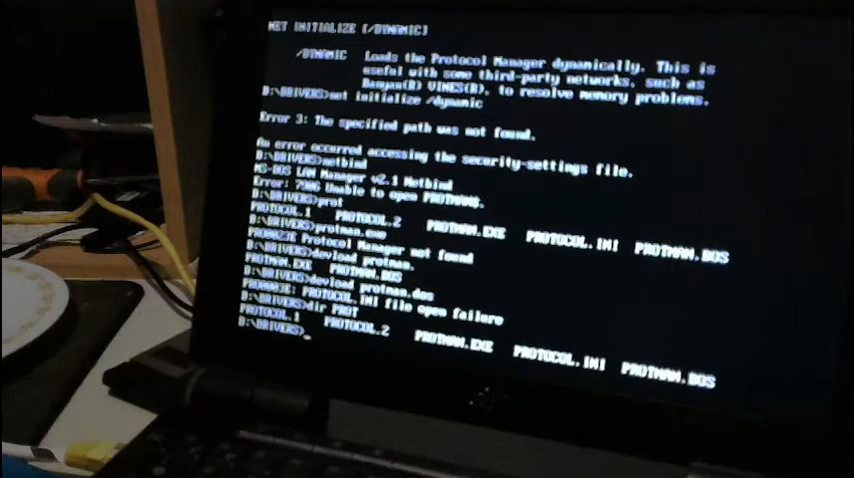 NET INITIALIZE [/DYNAMIC]
/DYNAMIC Loads the Protocol Manager dynamically. This is
useful with some third-party networks, such as
Banyan(R) VINES(R), to resolve memory problems.
D:\DRIVERS>net initialize /dynamic
Error 3: The specified path was not found.
An error occurred accessing the security-settings file.
D:\DRIVERS>netbind
MS-DOS LAN Manager v2.1 Netbind
Error: 7906 Unable to open PROTMAN$.
D:\DRIVERS>prot
PROTOCOL.1 PROTOCOL.2 PROTMAN.EXE PROTOCOL.INI PROTMAN.DOS
D:\DRIVERS>protman.exe
Protocol Manager not found
D:\DRIVERS>devload protman.
PROTMAN.EXE PROTMAN.DOS
D:\DRIVERS>devload protman.dos
PROTOCOL.INI file open failure
D:\DRIVERS>dir PROT
PROTOCOL.1 PROTOCOL.2 PROTMAN.EXE PROTOCOL.INI PROTMAN.DOS
D:\DRIVERS>_